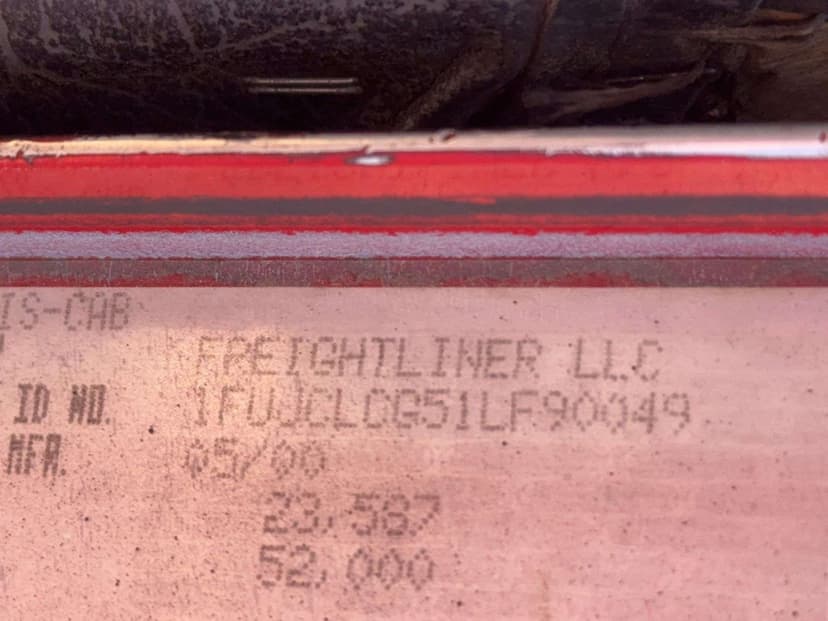 IS-CAB
FREIGHTLINER LLC
ID NO. 1FUJCLCG51LF90049
MFR. 05/00
23,587
52,000